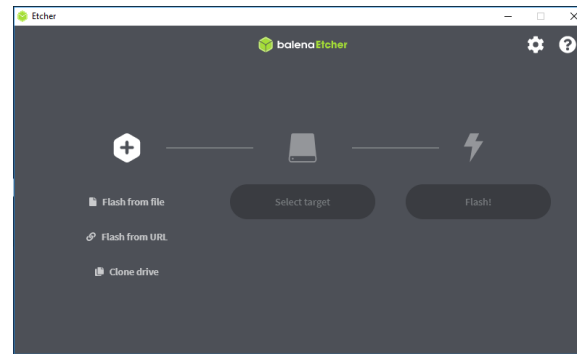 Etcher
balenaEtcher
Flash from file
Select target
Flash!
Flash from URL
Clone drive